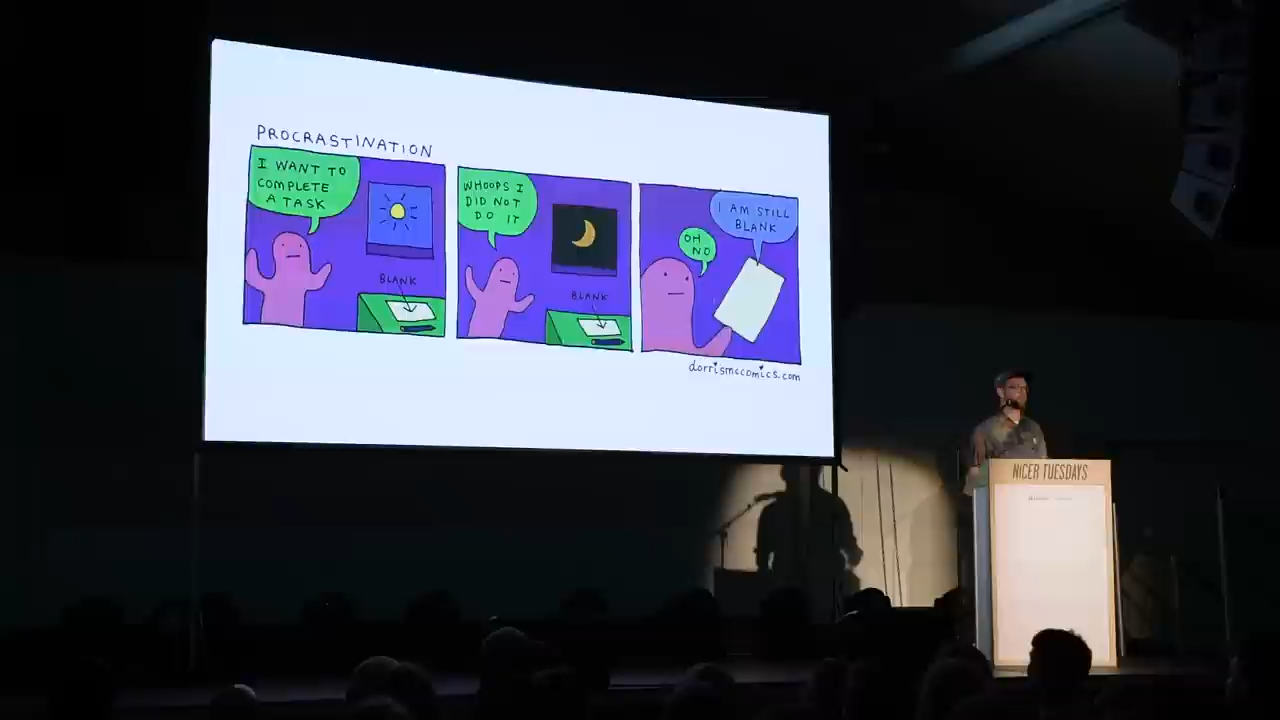 PROCRASTINATION
I WANT TO
COMPLETE
A TASK
BLANK
WHOOPS I
DID NOT
DO IT
BLANK
OH
NO
I AM STILL
BLANK
dorrismccomics.com
NICER TUESDAYS